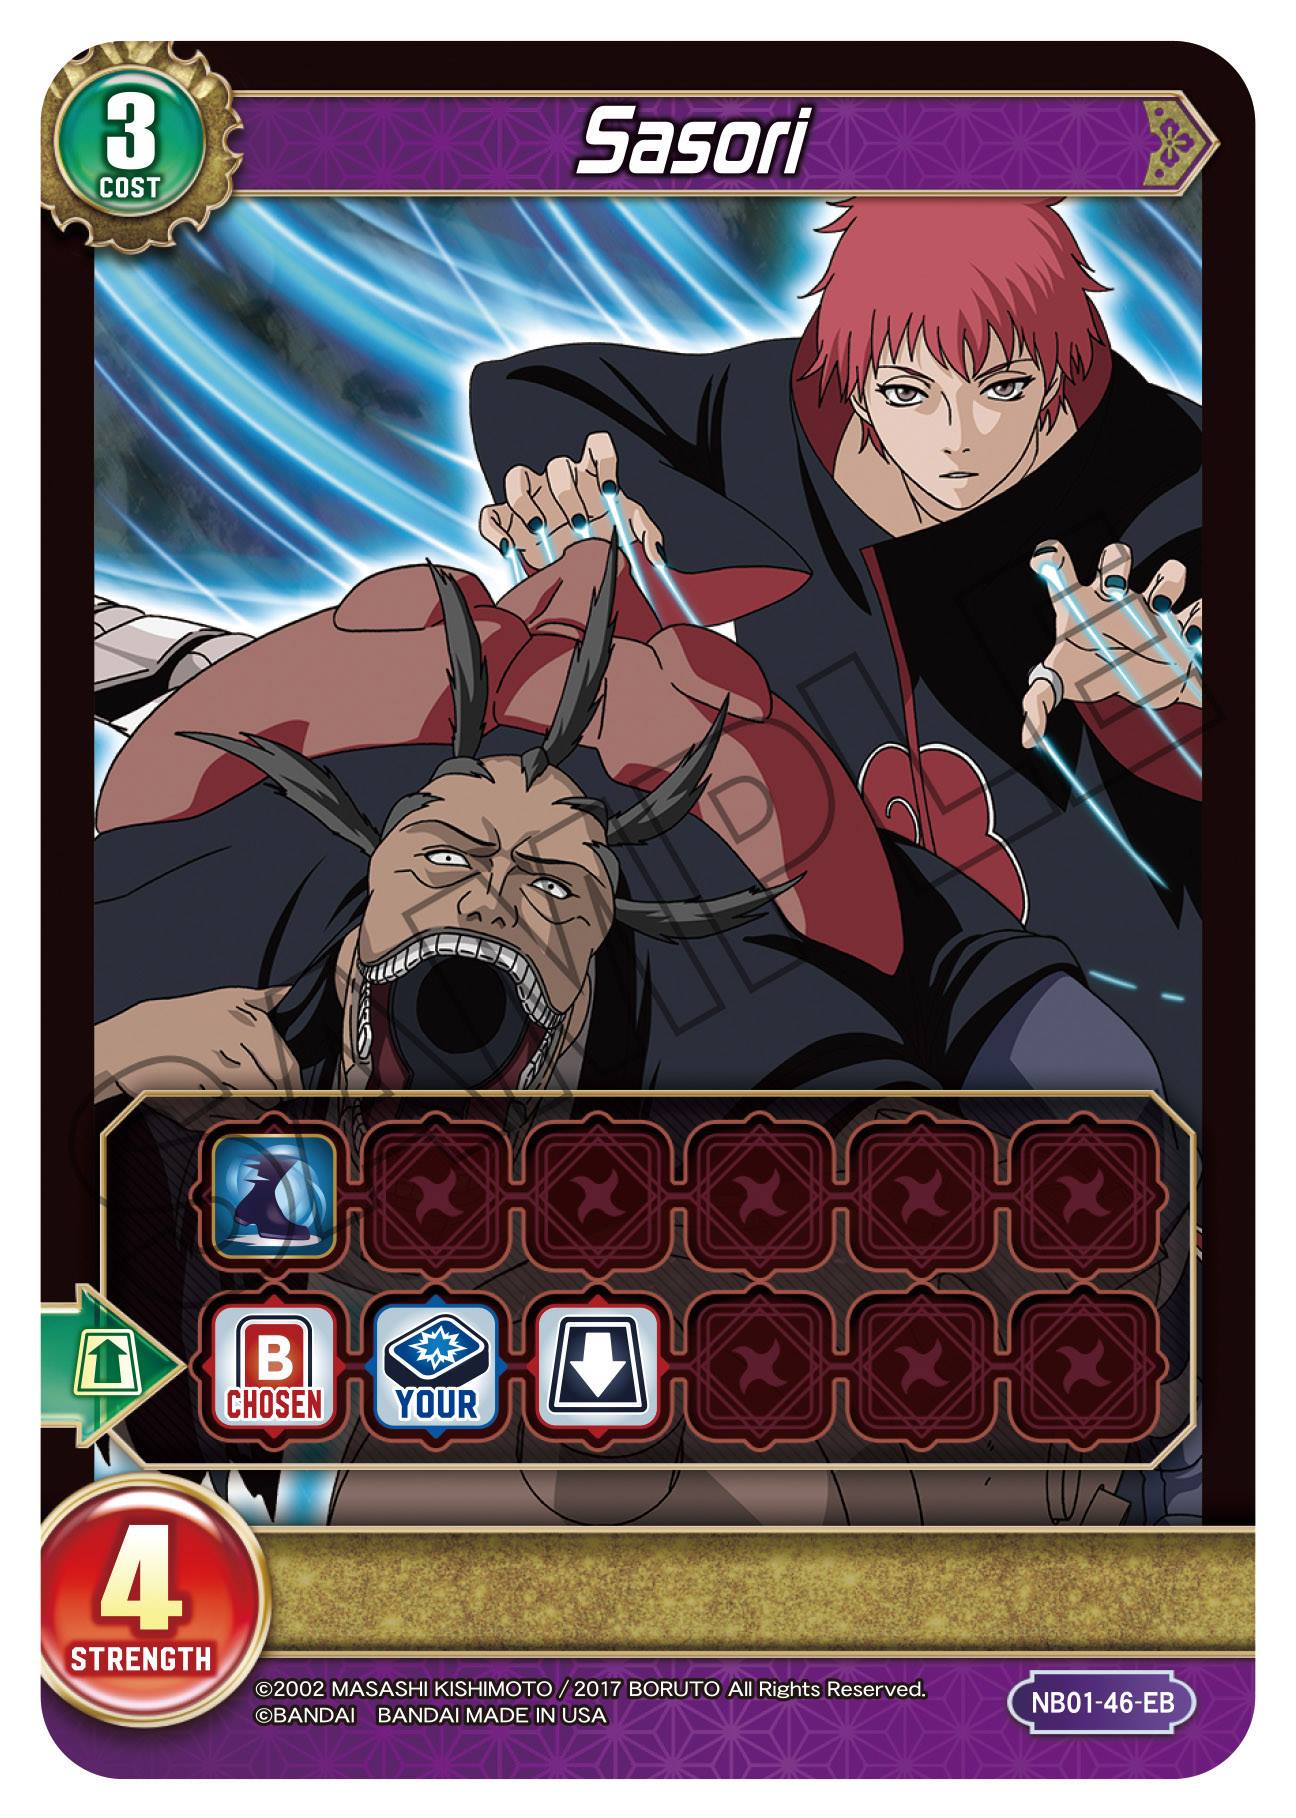 3
COST
Sasori
SAMPLE
B
CHOSEN
YOUR
4
STRENGTH
©2002 MASASHI KISHIMOTO / 2017 BORUTO All Rights Reserved.
©BANDAI BANDAI MADE IN USA
NB01-46-EB